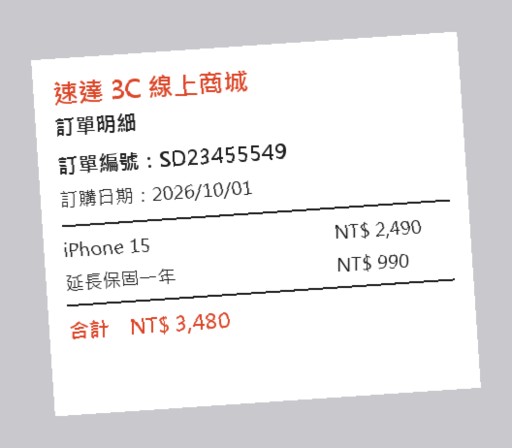 速達 3C 線上商城
訂單明細
訂單編號：SD23455549
訂購日期：2026/10/01
iPhone 15 NT$ 2,490
延長保固一年 NT$ 990
合計 NT$ 3,480